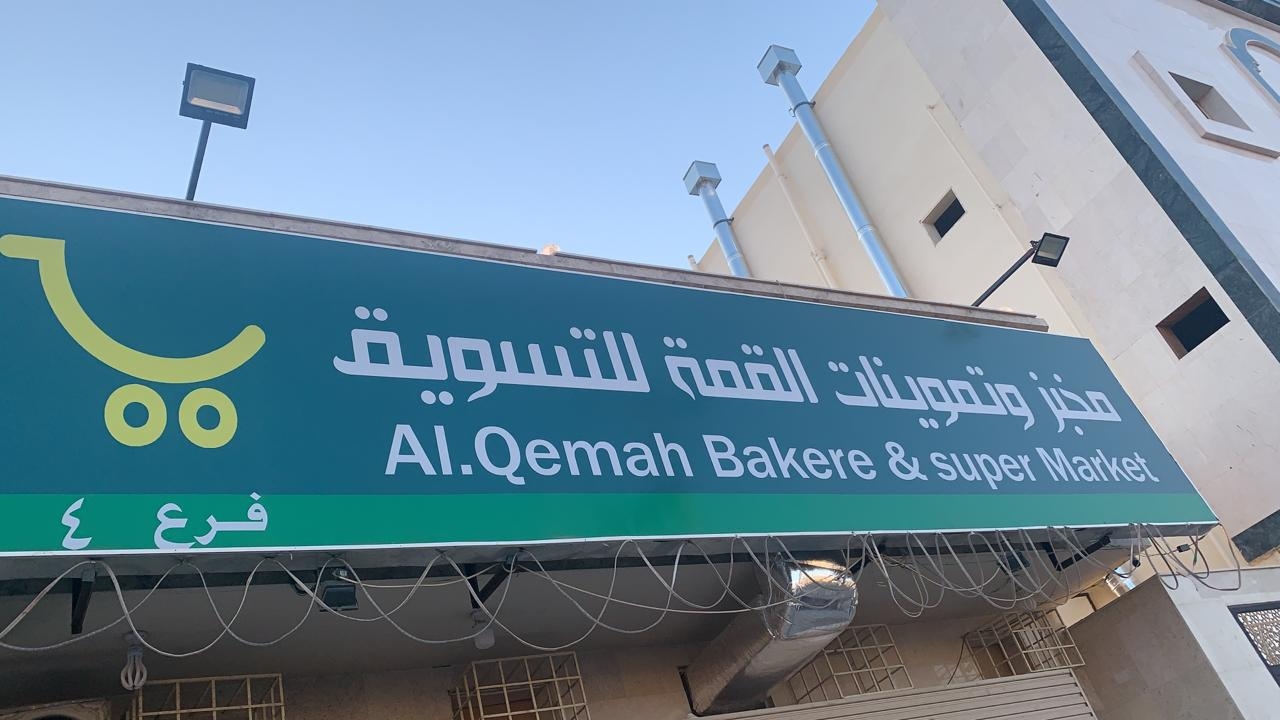 مخبز وتموينات القمة للتسويق
Al.Qemah Bakere & super Market
فرع ٤